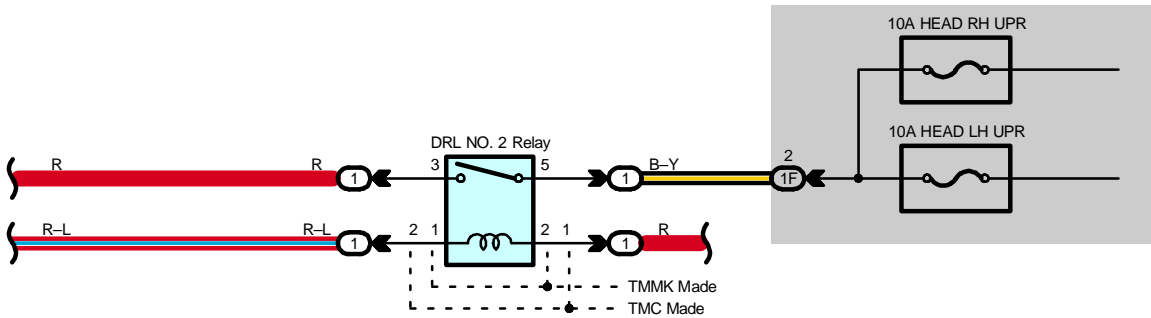 10A HEAD RH UPR
DRL NO. 2 Relay
10A HEAD LH UPR
R R 1 3 5 1 B–Y 2 1F
R–L R–L 1 2 1 2 1 1 R
TMMK Made
TMC Made